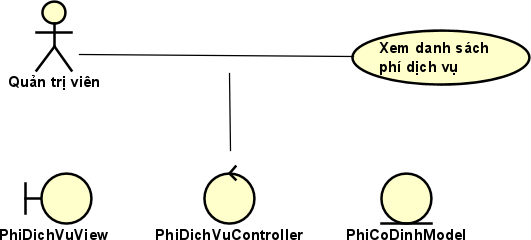 Xem danh sách
phí dịch vụ
Quản trị viên
PhiDichVuView
PhiDichVuController
PhiCoDinhModel